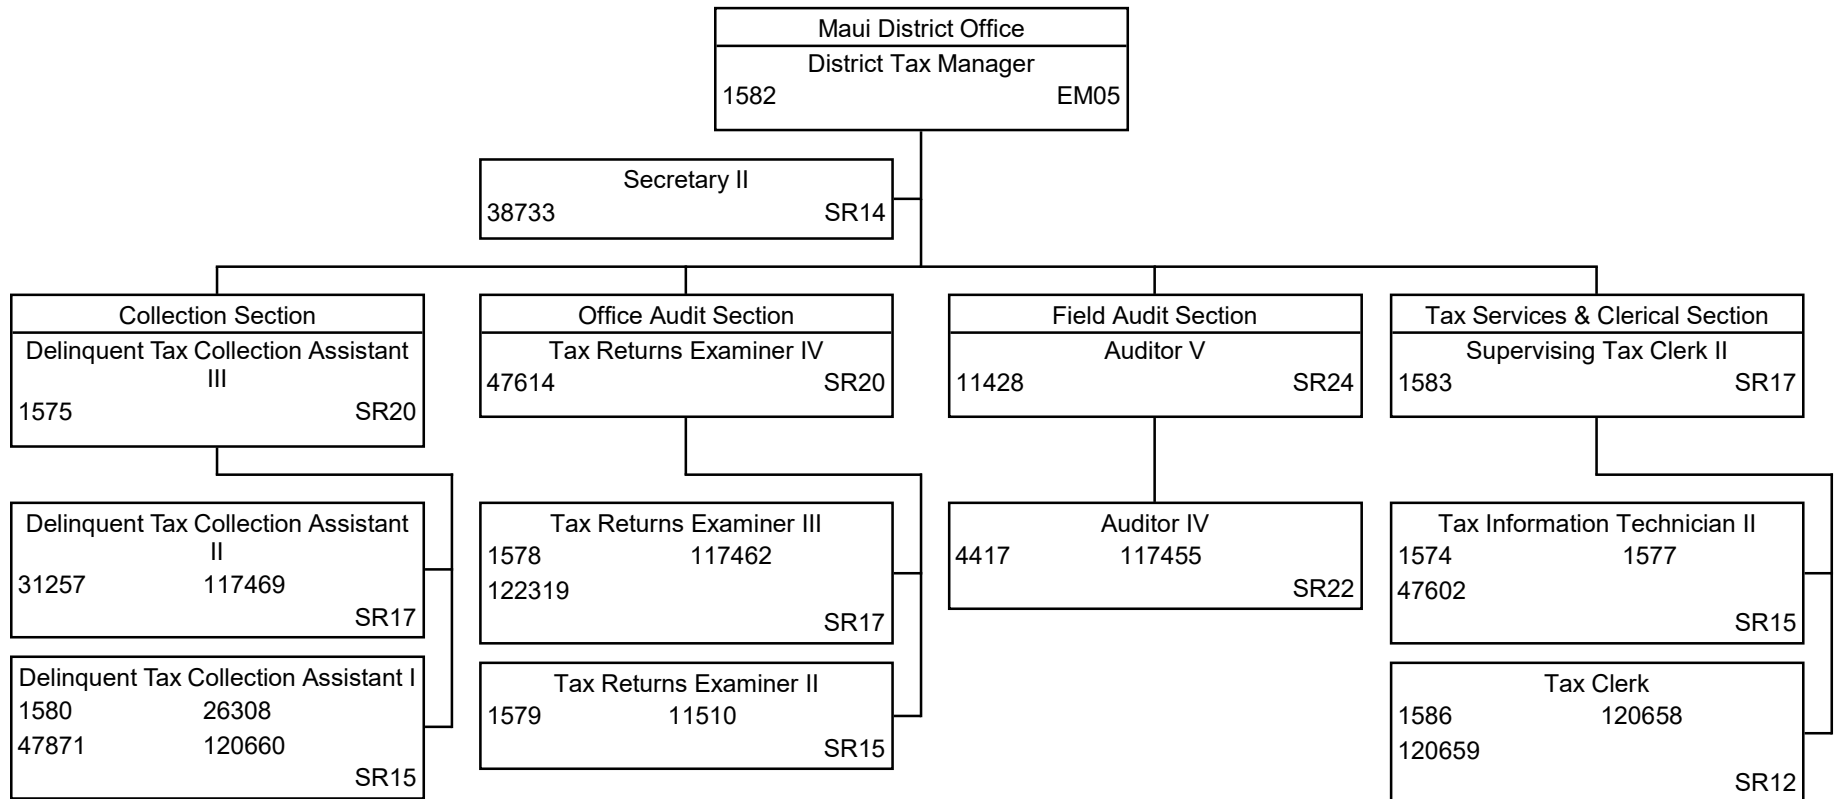 Maui District Office
District Tax Manager
1582 EM05
Secretary II
38733 SR14
Collection Section
Delinquent Tax Collection Assistant
III
1575 SR20
Office Audit Section
Tax Returns Examiner IV
47614 SR20
Field Audit Section
Auditor V
11428 SR24
Tax Services & Clerical Section
Supervising Tax Clerk II
1583 SR17
Delinquent Tax Collection Assistant
II
31257 117469
SR17
Delinquent Tax Collection Assistant I
1580 26308
47871 120660
SR15
Tax Returns Examiner III
1578 117462
122319
SR17
Tax Returns Examiner II
1579 11510
SR15
Auditor IV
4417 117455
SR22
Tax Information Technician II
1574 1577
47602
SR15
Tax Clerk
1586 120658
120659
SR12